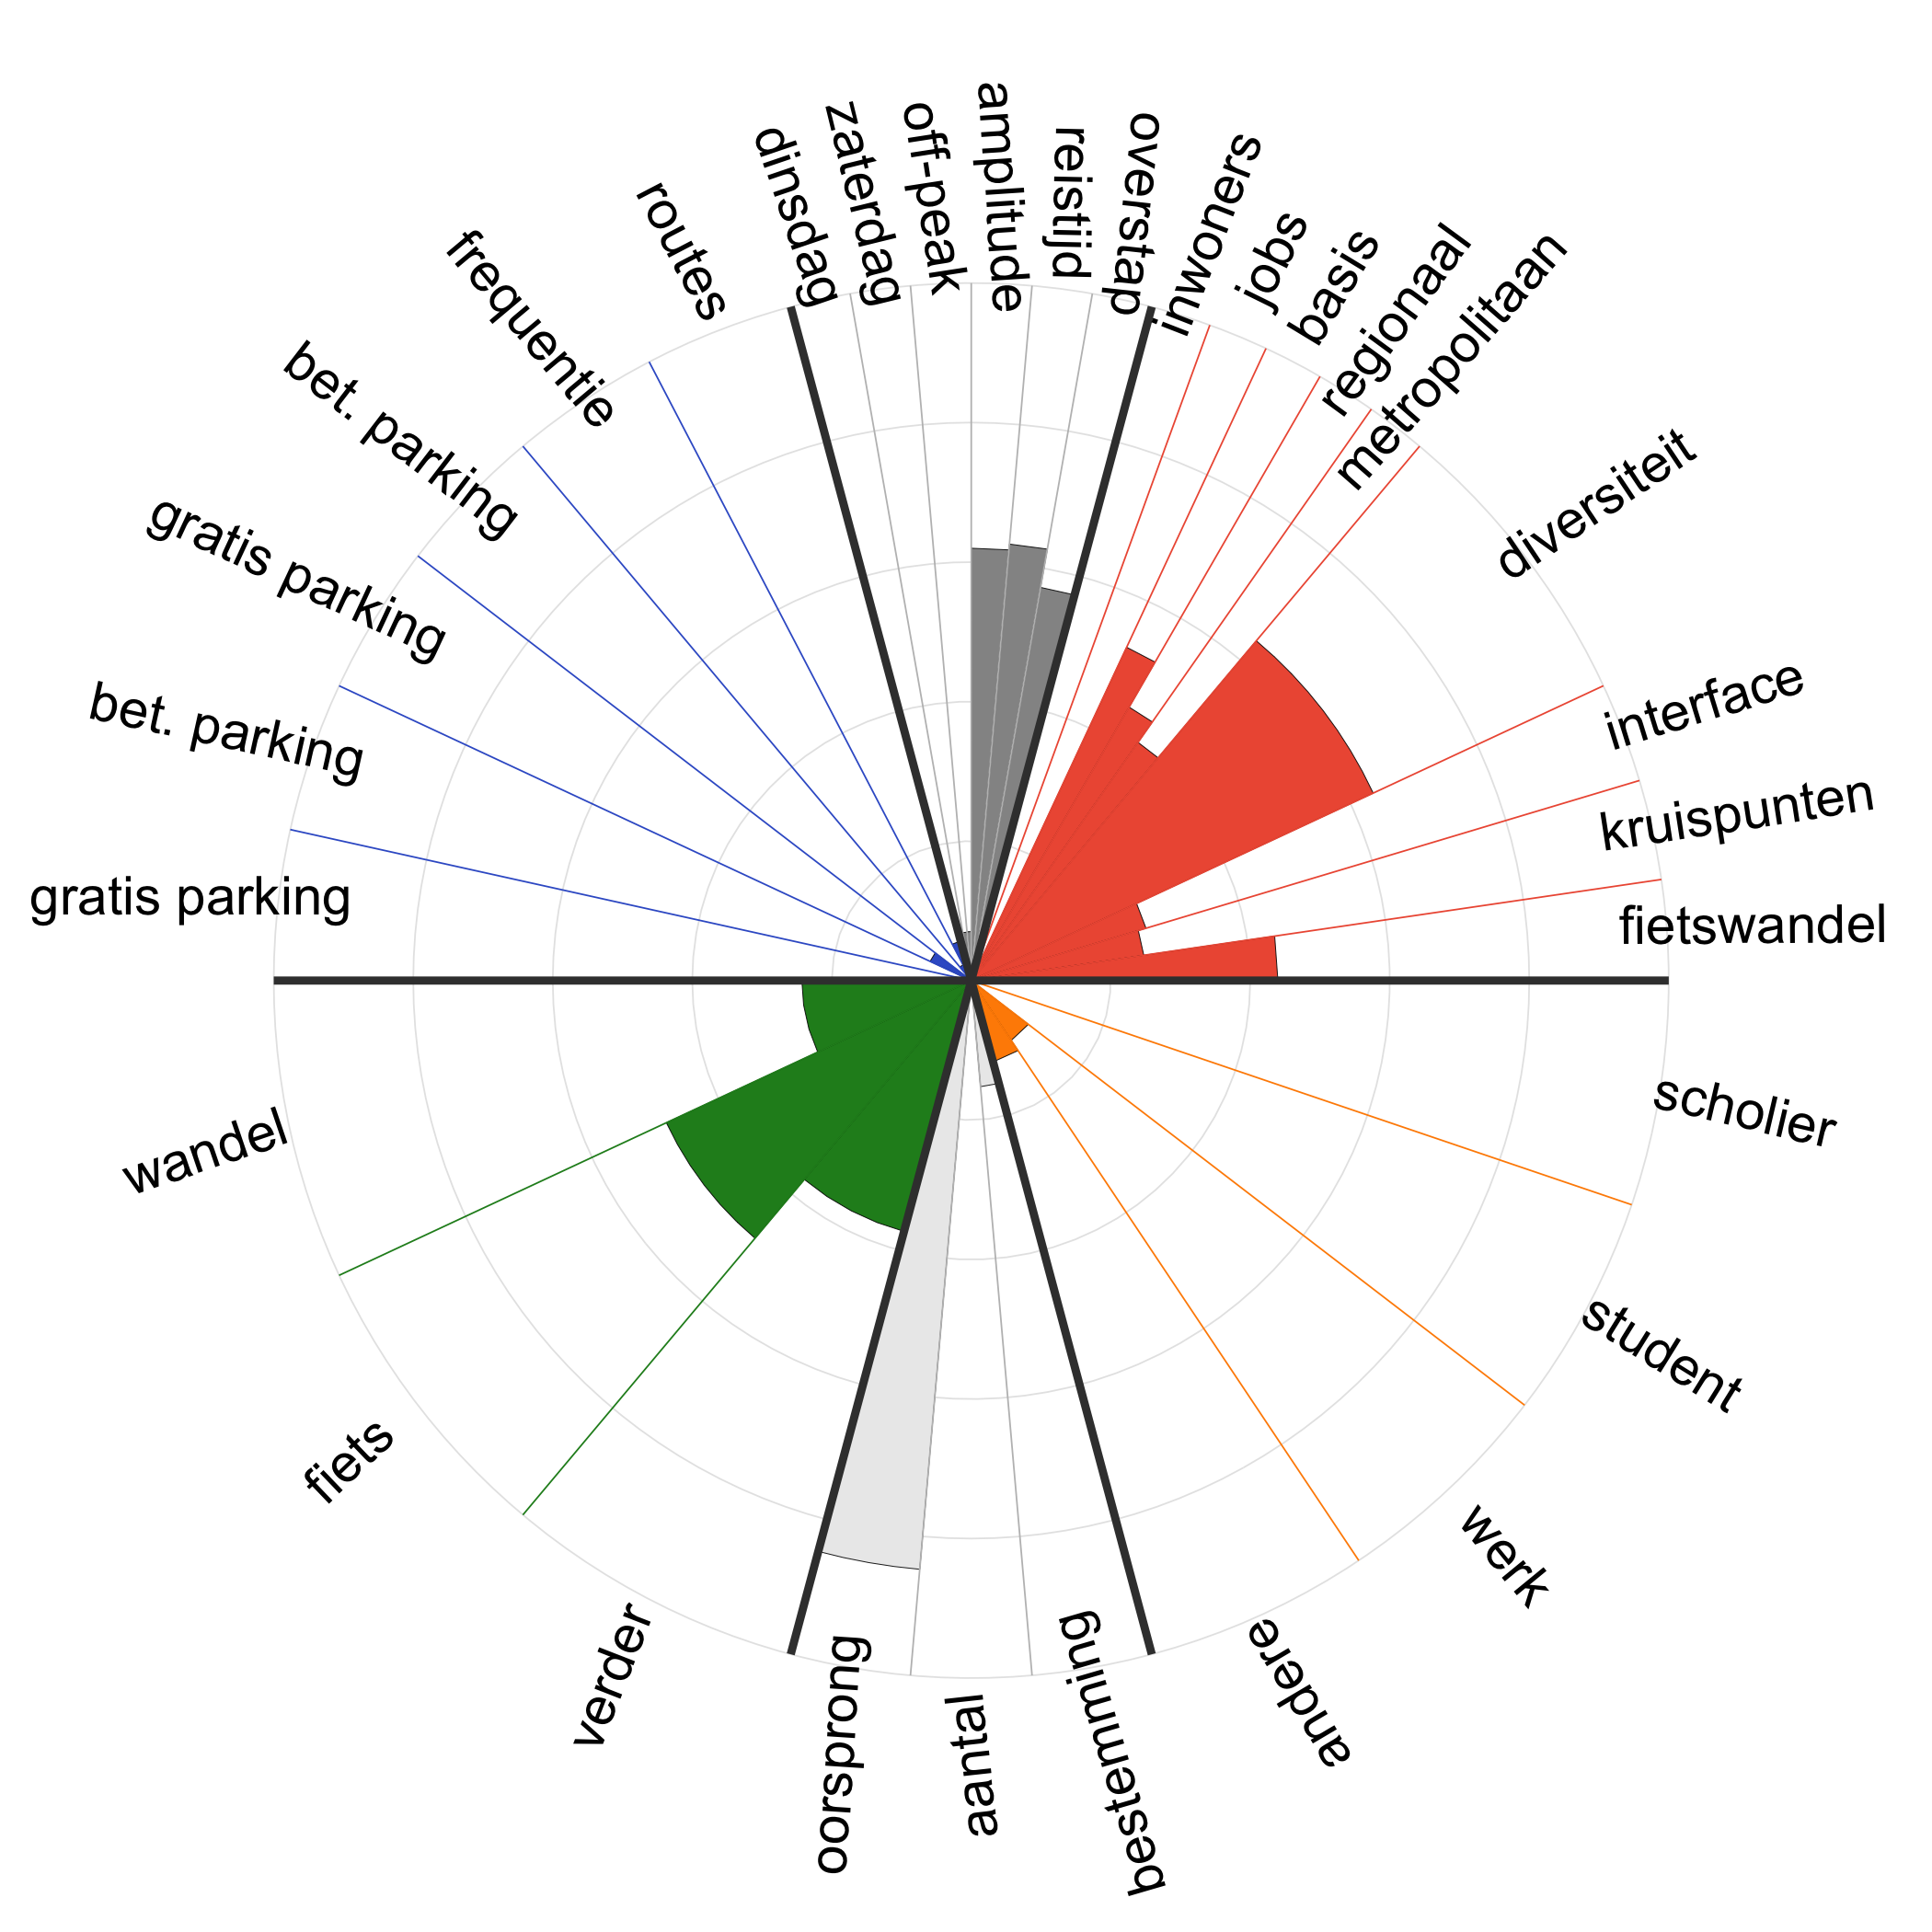 dinsdag
zaterdag
off-peak
amplitude
reistijd
overstap
inwoners
jobs
basis
regionaal
metropolitaan
diversiteit
interface
kruispunten
fietswandel
scholier
student
werk
andere
bestemming
aantal
oorsprong
verder
fiets
wandel
gratis parking
bet. parking
gratis parking
bet. parking
frequentie
routes